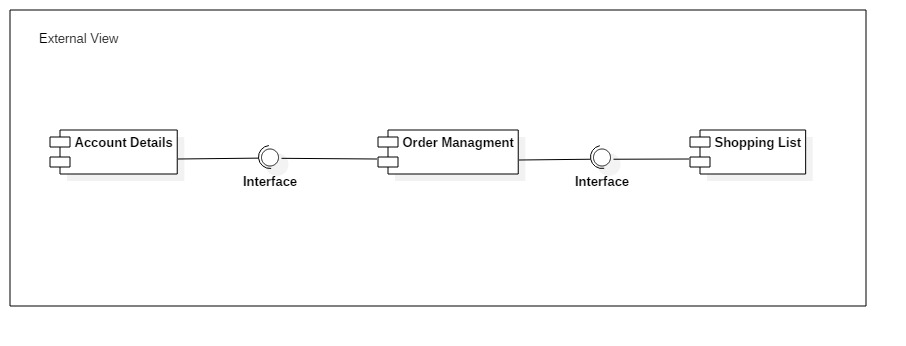 External View
Account Details
Order Managment
Shopping List
Interface
Interface